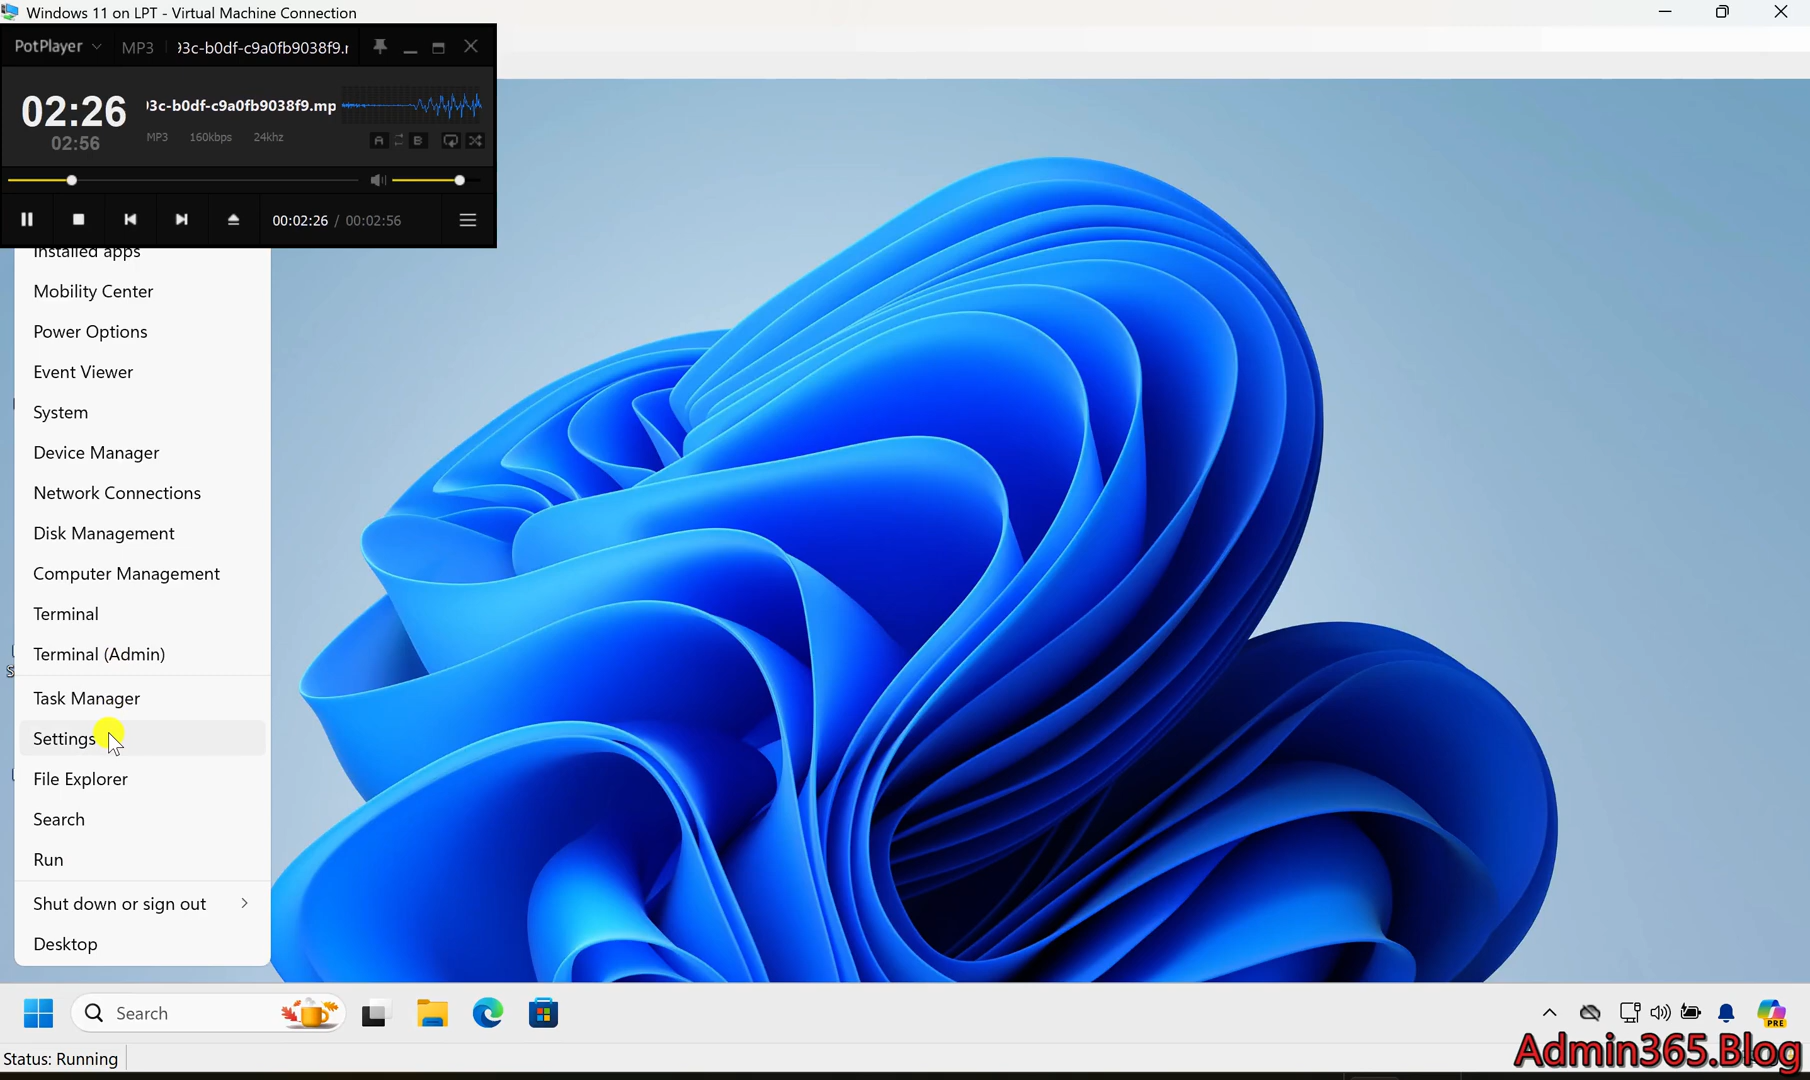 Windows 11 on LPT - Virtual Machine Connection
PotPlayer MP3 93c-b0df-c9a0fb9038f9.r
02:26
02:56
93c-b0df-c9a0fb9038f9.mp
MP3 160kbps 24khz
A B
00:02:26 / 00:02:56
Installed apps
Mobility Center
Power Options
Event Viewer
System
Device Manager
Network Connections
Disk Management
Computer Management
Terminal
Terminal (Admin)
Task Manager
Settings
File Explorer
Search
Run
Shut down or sign out
Desktop
Search
PRE
Status: Running
Admin365.Blog